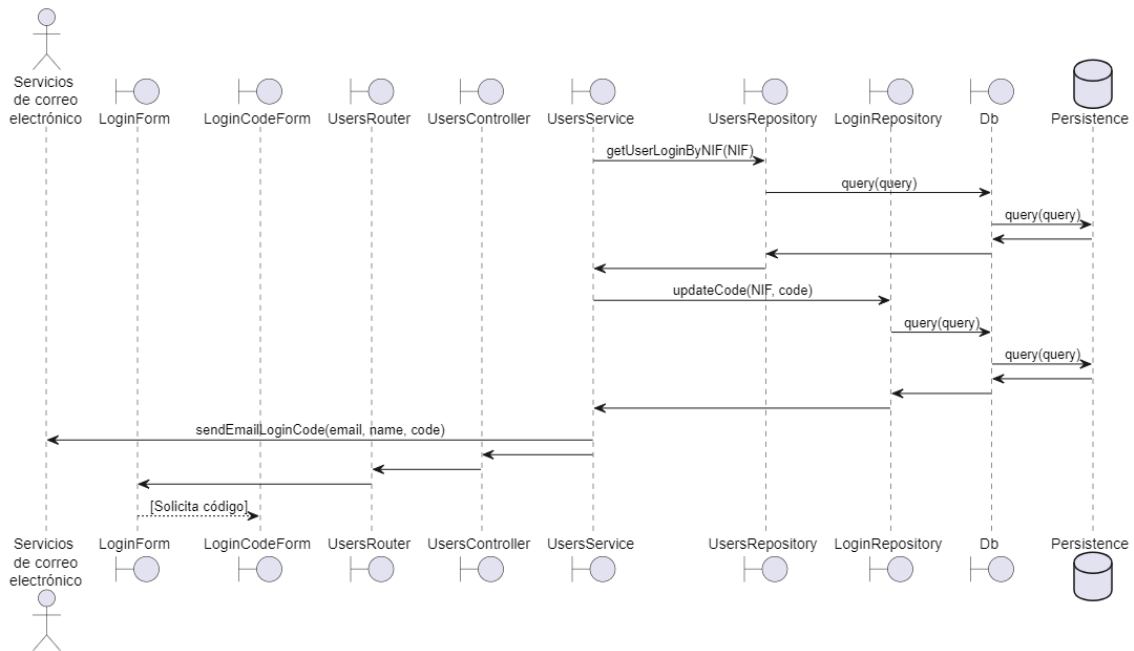 Servicios
de correo
electrónico
LoginForm
LoginCodeForm
UsersRouter
UsersController
UsersService
UsersRepository
LoginRepository
Db
Persistence
getUserLoginByNIF(NIF)
query(query)
query(query)
updateCode(NIF, code)
query(query)
query(query)
sendEmailLoginCode(email, name, code)
[Solicita código]
Servicios
de correo
electrónico
LoginForm
LoginCodeForm
UsersRouter
UsersController
UsersService
UsersRepository
LoginRepository
Db
Persistence